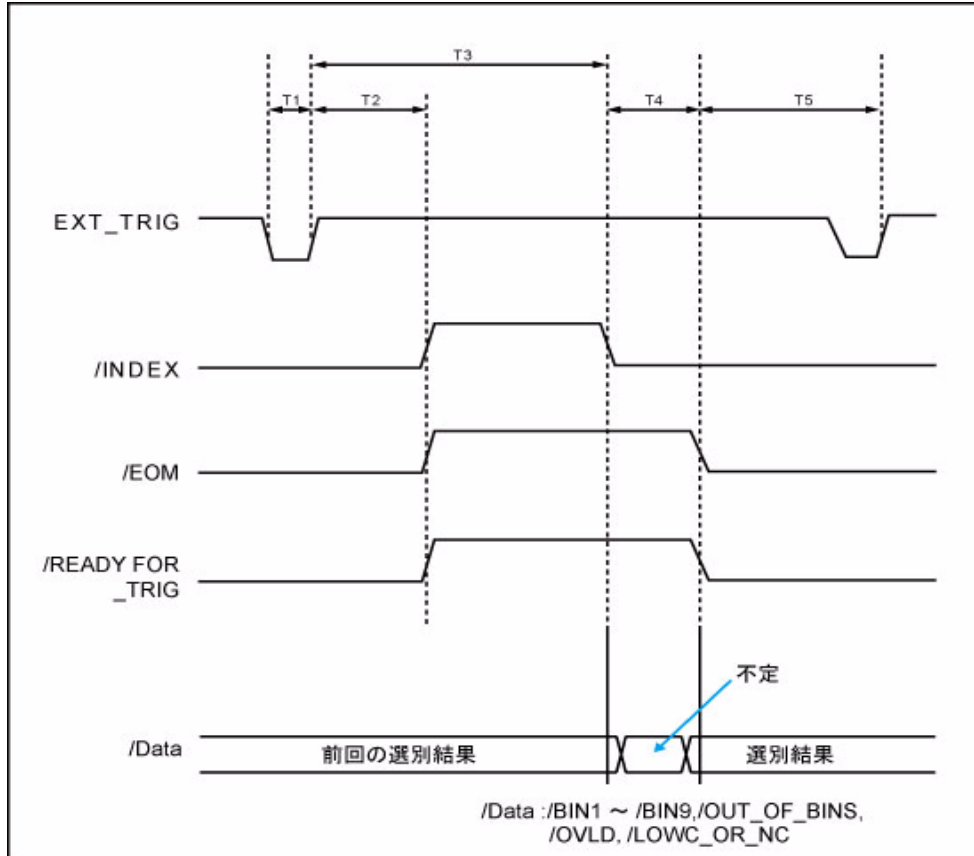 T3
T1
T2
T4
T5
EXT_TRIG
/INDEX
/EOM
/READY FOR
_TRIG
不定
/Data
前回の選別結果
選別結果
/Data :/BIN1 ～ /BIN9,/OUT_OF_BINS,
/OVLD, /LOWC_OR_NC